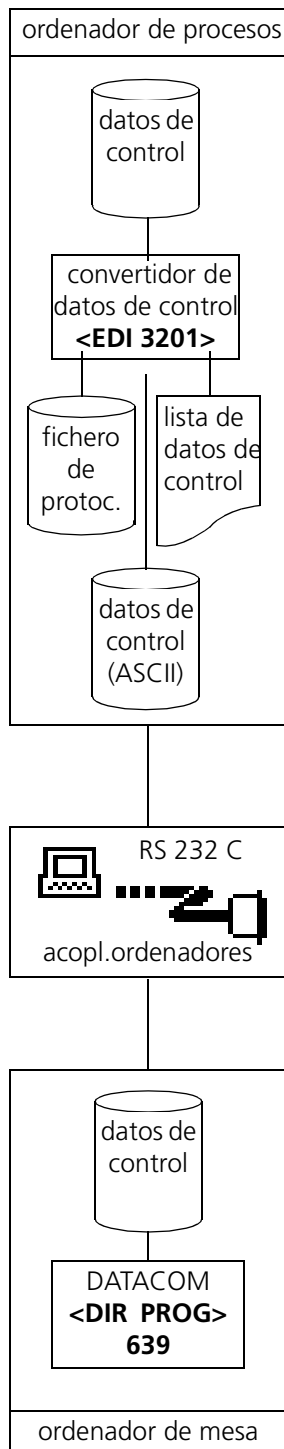 ordenador de procesos
datos de
control
convertidor de
datos de control
<EDI 3201>
fichero
de
protoc.
lista de
datos de
control
datos de
control
(ASCII)
RS 232 C
acopl.ordenadores
datos de
control
DATACOM
<DIR PROG>
639
ordenador de mesa